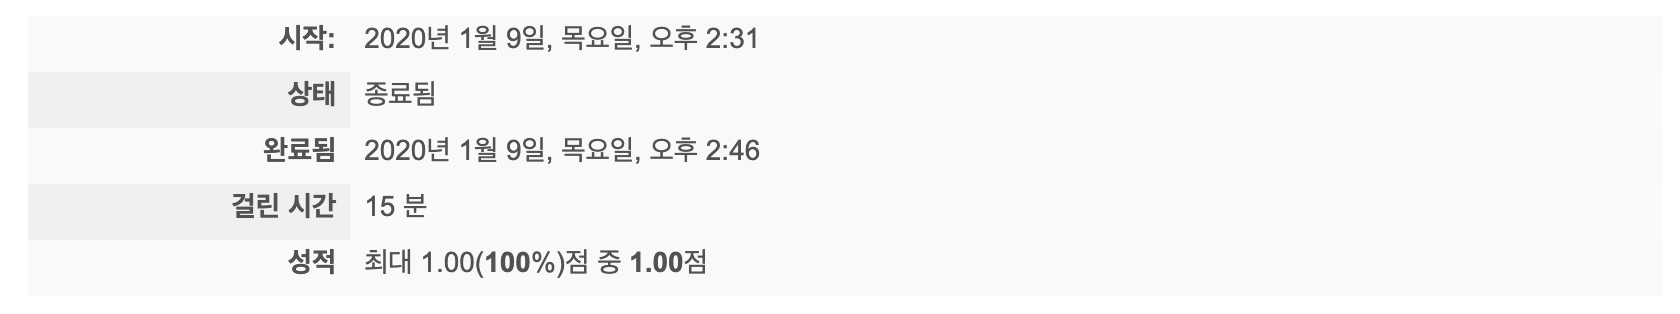 시작: 2020년 1월 9일, 목요일, 오후 2:31
상태 종료됨
완료됨 2020년 1월 9일, 목요일, 오후 2:46
걸린 시간 15 분
성적 최대 1.00(100%)점 중 1.00점